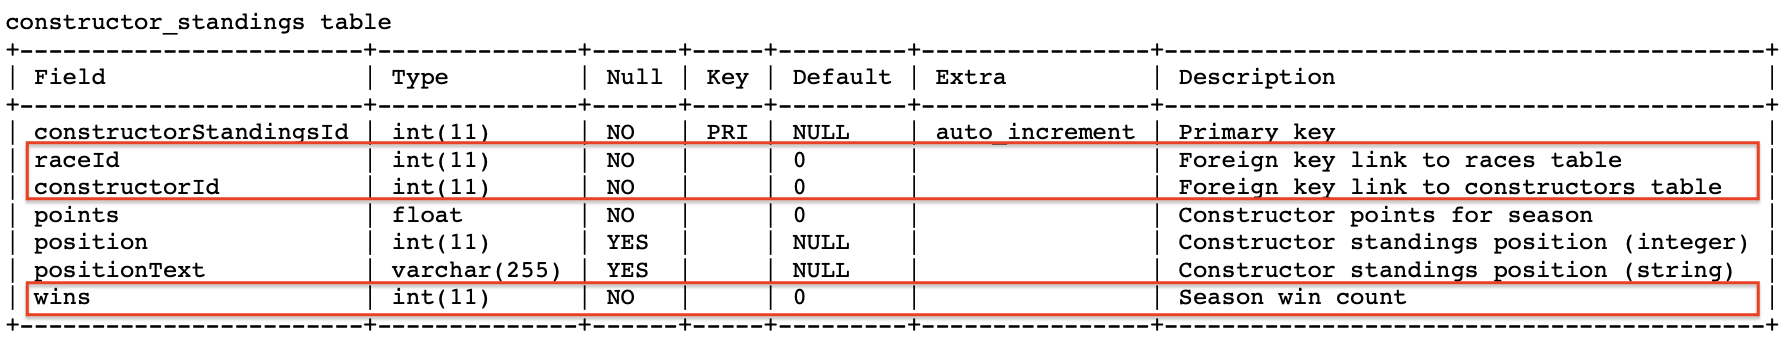 constructor_standings table
+------------------------+--------------+------+-----+---------+----------------+------------------------------------------+
| Field                  | Type         | Null | Key | Default | Extra          | Description                              |
+------------------------+--------------+------+-----+---------+----------------+------------------------------------------+
| constructorStandingsId | int(11)      | NO   | PRI | NULL    | auto_increment | Primary key                              |
| raceId                 | int(11)      | NO   |     | 0       |                | Foreign key link to races table          |
| constructorId          | int(11)      | NO   |     | 0       |                | Foreign key link to constructors table   |
| points                 | float        | NO   |     | 0       |                | Constructor points for season            |
| position               | int(11)      | YES  |     | NULL    |                | Constructor standings position (integer) |
| positionText           | varchar(255) | YES  |     | NULL    |                | Constructor standings position (string)  |
| wins                   | int(11)      | NO   |     | 0       |                | Season win count                         |
+------------------------+--------------+------+-----+---------+----------------+------------------------------------------+